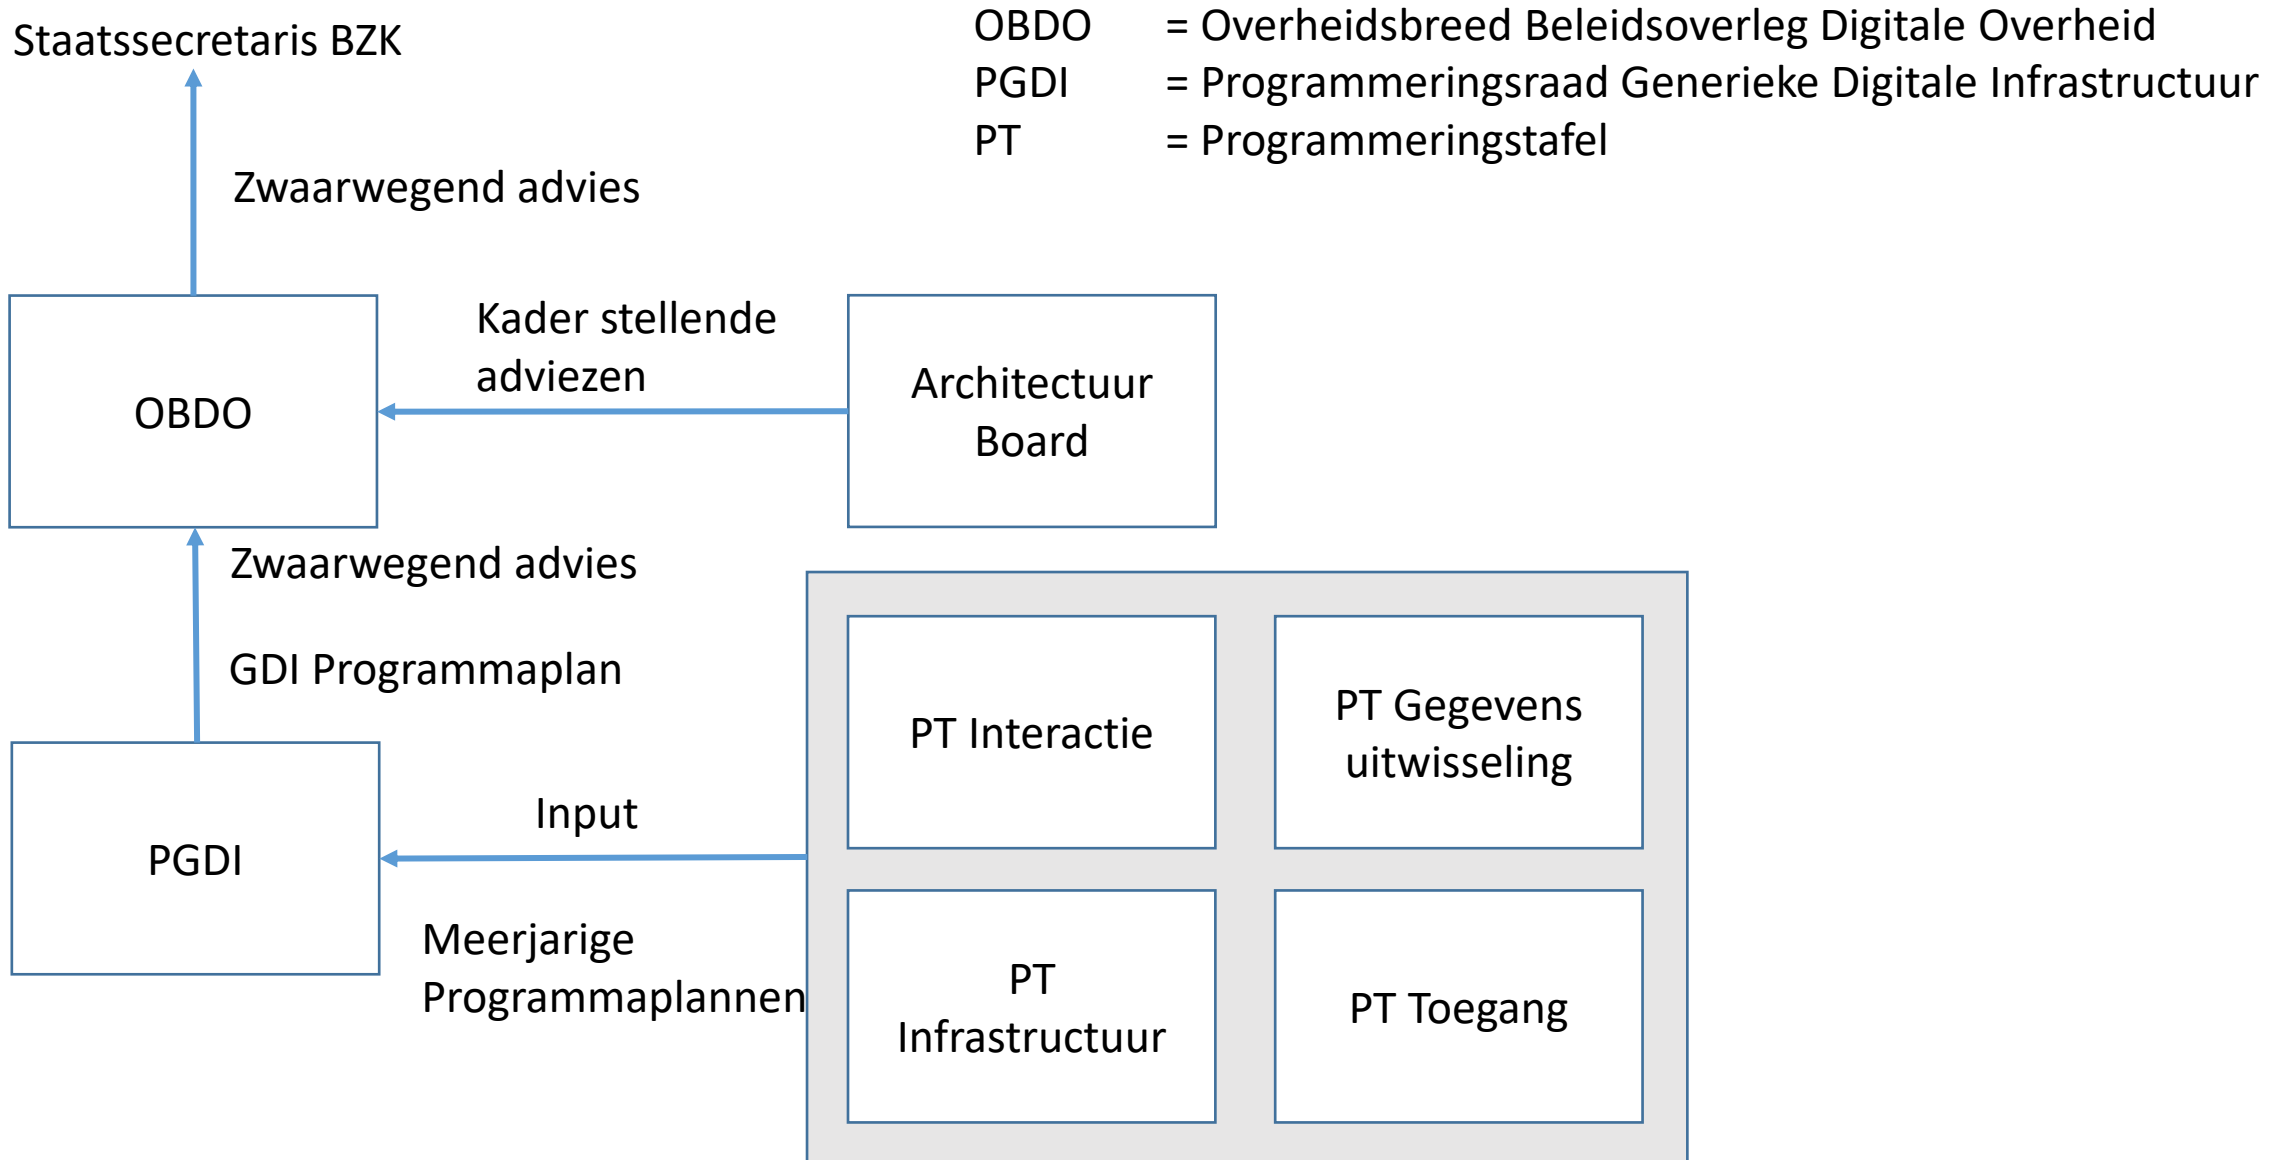 Staatssecretaris BZK
OBDO = Overheidsbreed Beleidsoverleg Digitale Overheid
PGDI = Programmeringsraad Generieke Digitale Infrastructuur
PT = Programmeringstafel
Zwaarwegend advies
OBDO
Kader stellende
adviezen
Architectuur
Board
Zwaarwegend advies
GDI Programmaplan
PGDI
Input
Meerjarige
Programmaplannen
PT Interactie
PT Gegevens
uitwisseling
PT
Infrastructuur
PT Toegang